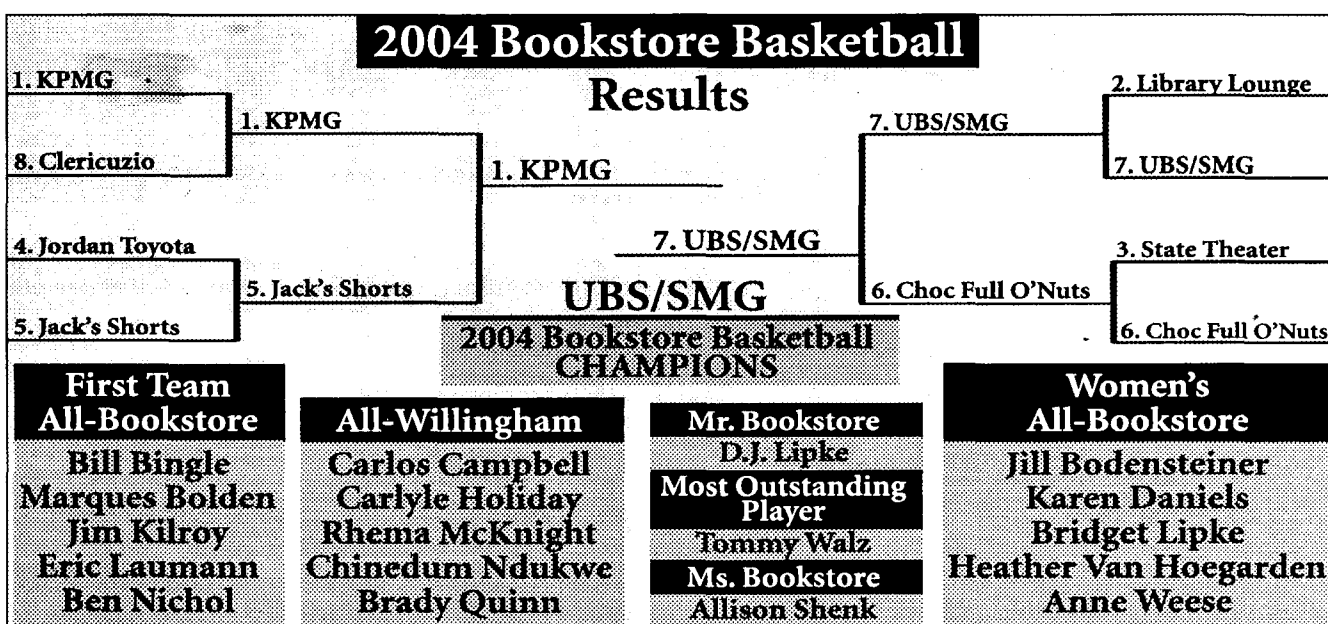 2004 Bookstore Basketball
Results
1. KPMG
8. Clericuzio
4. Jordan Toyota
5. Jack's Shorts
1. KPMG
5. Jack's Shorts
1. KPMG
7. UBS/SMG
7. UBS/SMG
6. Choc Full O'Nuts
2. Library Lounge
7. UBS/SMG
3. State Theater
6. Choc Full O'Nuts
UBS/SMG
2004 Bookstore Basketball
CHAMPIONS
First Team
All-Bookstore
Bill Bingle
Marques Bolden
Jim Kilroy
Eric Laumann
Ben Nichol
All-Willingham
Carlos Campbell
Carlyle Holiday
Rhema McKnight
Chinedum Ndukwe
Brady Quinn
Mr. Bookstore
D.J. Lipke
Most Outstanding
Player
Tommy Walz
Ms. Bookstore
Allison Shenk
Women's
All-Bookstore
Jill Bodensteiner
Karen Daniels
Bridget Lipke
Heather Van Hoegarden
Anne Weese